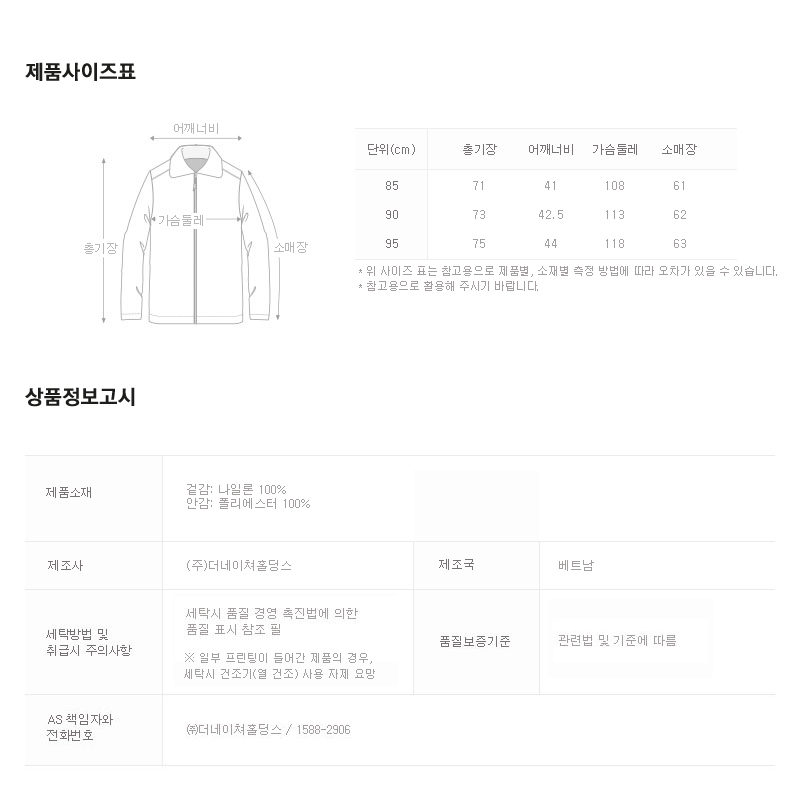 제품사이즈표
어깨너비
가슴둘레
총기장
소매장
단위(cm) 총기장 어깨너비 가슴둘레 소매장
85 71 41 108 61
90 73 42.5 113 62
95 75 44 118 63
* 위 사이즈 표는 참고용으로 제품별, 소재별 측정 방법에 따라 오차가 있을 수 있습니다.
* 참고용으로 활용해 주시기 바랍니다.
상품정보고시
제품소재
겉감: 나일론 100%
안감: 폴리에스터 100%
제조사 (주)더네이쳐홀딩스 제조국 베트남
세탁방법 및
취급시 주의사항
세탁시 품질 경영 촉진법에 의한
품질 표시 참조 필
※ 일부 프린팅이 들어간 제품의 경우,
세탁시 건조기(열 건조) 사용 자제 요망
품질보증기준 관련법 및 기준에 따름
AS 책임자와
전화번호
㈜더네이쳐홀딩스 / 1588-2906